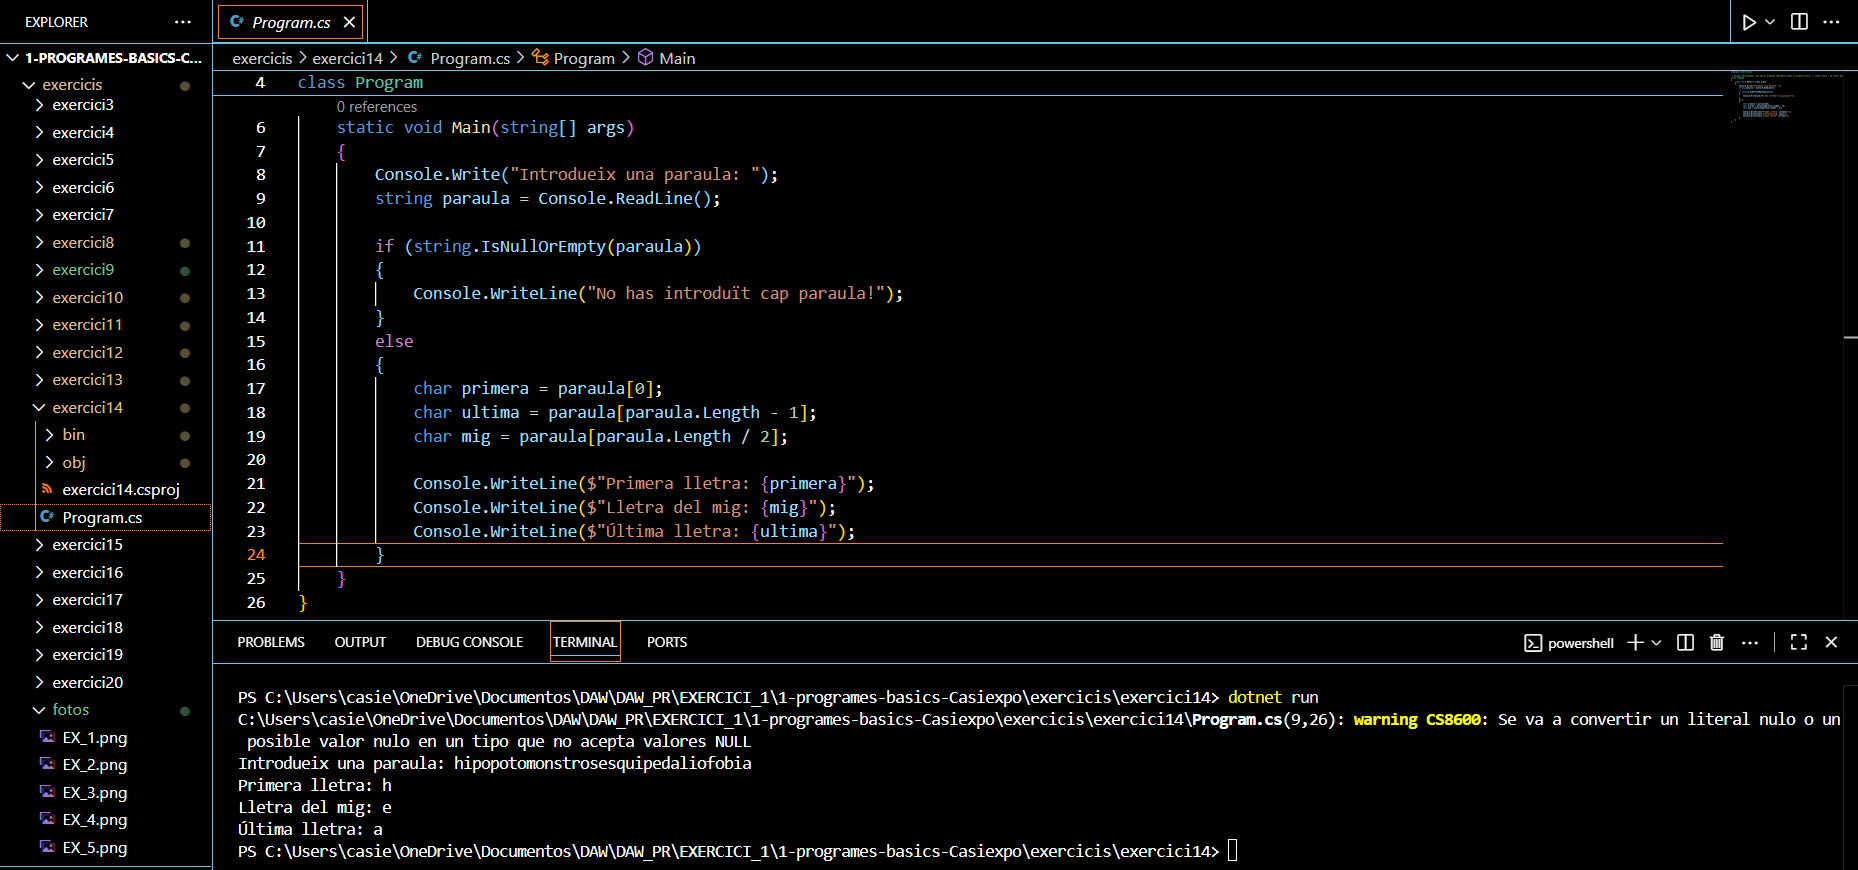 EXPLORER
Program.cs
1-PROGRAMES-BASICS-C...
exercicis
exercici3
exercici4
exercici5
exercici6
exercici7
exercici8
exercici9
exercici10
exercici11
exercici12
exercici13
exercici14
bin
obj
exercici14.csproj
Program.cs
exercici15
exercici16
exercici17
exercici18
exercici19
exercici20
fotos
EX_1.png
EX_2.png
EX_3.png
EX_4.png
EX_5.png
exercicis > exercici14 > Program.cs > Program > Main
4 class Program
0 references
6 static void Main(string[] args)
7 {
8 Console.Write("Introdueix una paraula: ");
9 string paraula = Console.ReadLine();
10
11 if (string.IsNullOrEmpty(paraula))
12 {
13 Console.WriteLine("No has introduït cap paraula!");
14 }
15 else
16 {
17 char primera = paraula[0];
18 char ultima = paraula[paraula.Length - 1];
19 char mig = paraula[paraula.Length / 2];
20
21 Console.WriteLine($"Primera lletra: {primera}");
22 Console.WriteLine($"Lletra del mig: {mig}");
23 Console.WriteLine($"Última lletra: {ultima}");
24 }
25 }
26 }
PROBLEMS OUTPUT DEBUG CONSOLE TERMINAL PORTS
powershell
PS C:\Users\casie\OneDrive\Documentos\DAW\DAW_PR\EXERCICI_1\1-programes-basics-Casiexpo\exercicis\exercici14> dotnet run
C:\Users\casie\OneDrive\Documentos\DAW\DAW_PR\EXERCICI_1\1-programes-basics-Casiexpo\exercicis\exercici14\Program.cs(9,26): warning CS8600: Se va a convertir un literal nulo o un
posible valor nulo en un tipo que no acepta valores NULL
Introdueix una paraula: hipopotomonstrosesquipedaliofobia
Primera lletra: h
Lletra del mig: e
Última lletra: a
PS C:\Users\casie\OneDrive\Documentos\DAW\DAW_PR\EXERCICI_1\1-programes-basics-Casiexpo\exercicis\exercici14>